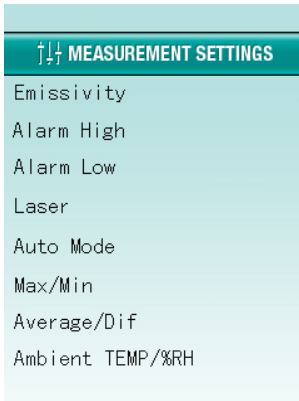 MEASUREMENT SETTINGS
Emissivity
Alarm High
Alarm Low
Laser
Auto Mode
Max/Min
Average/Dif
Ambient TEMP/%RH